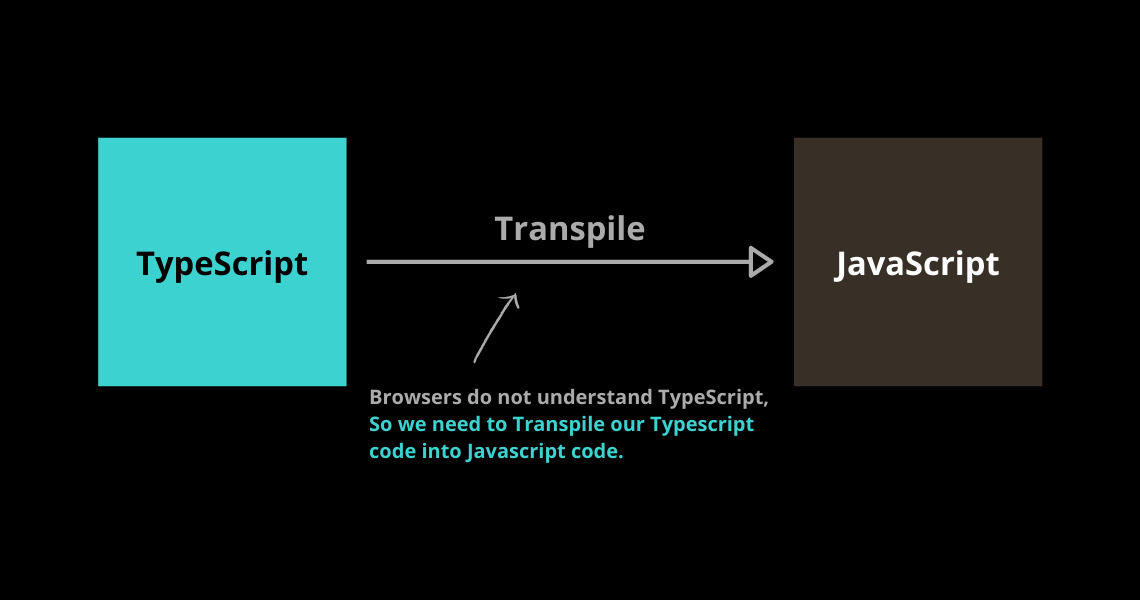 Transpile
TypeScript
JavaScript
Browsers do not understand TypeScript,
So we need to Transpile our Typescript
code into Javascript code.